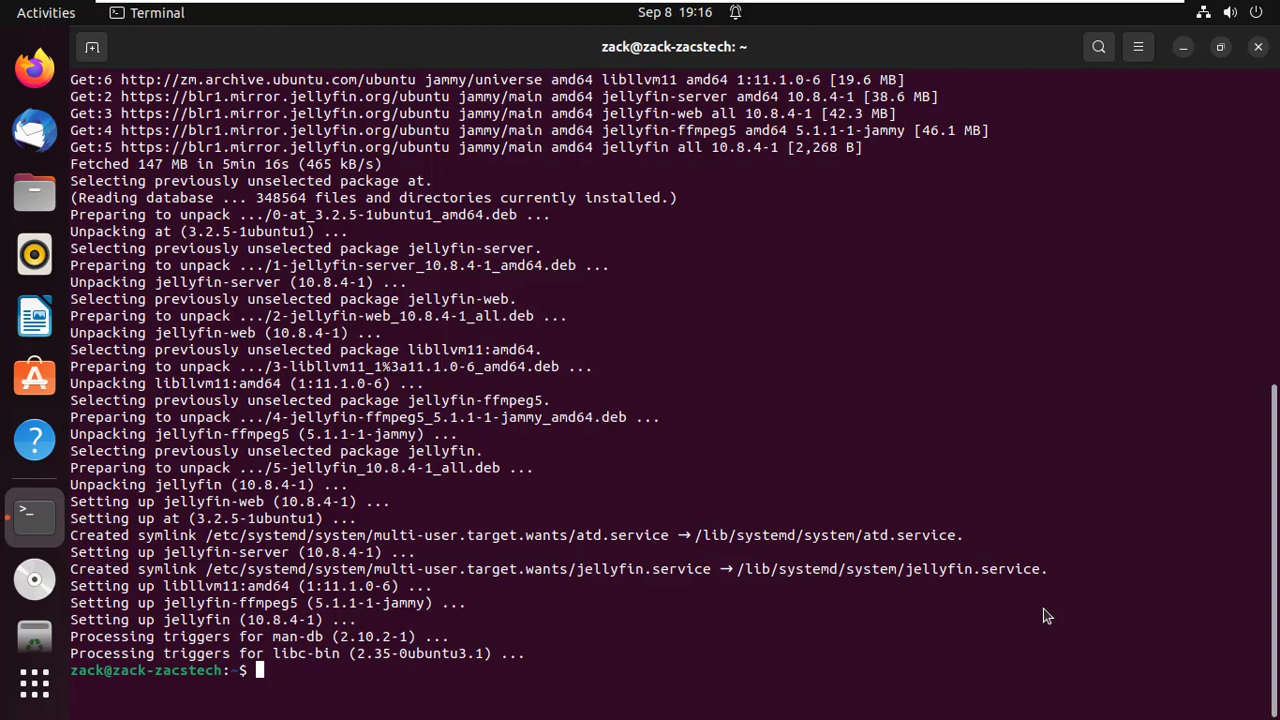 Activities
Terminal
Sep 8 19:16
zack@zack-zacstech: ~
Get:6 http://zm.archive.ubuntu.com/ubuntu jammy/universe amd64 libllvm11 amd64 1:11.1.0-6 [19.6 MB]
Get:2 https://blr1.mirror.jellyfin.org/ubuntu jammy/main amd64 jellyfin-server amd64 10.8.4-1 [38.6 MB]
Get:3 https://blr1.mirror.jellyfin.org/ubuntu jammy/main amd64 jellyfin-web all 10.8.4-1 [42.3 MB]
Get:4 https://blr1.mirror.jellyfin.org/ubuntu jammy/main amd64 jellyfin-ffmpeg5 amd64 5.1.1-1-jammy [46.1 MB]
Get:5 https://blr1.mirror.jellyfin.org/ubuntu jammy/main amd64 jellyfin all 10.8.4-1 [2,268 B]
Fetched 147 MB in 5min 16s (465 kB/s)
Selecting previously unselected package at.
(Reading database ... 348564 files and directories currently installed.)
Preparing to unpack .../0-at_3.2.5-1ubuntu1_amd64.deb ...
Unpacking at (3.2.5-1ubuntu1) ...
Selecting previously unselected package jellyfin-server.
Preparing to unpack .../1-jellyfin-server_10.8.4-1_amd64.deb ...
Unpacking jellyfin-server (10.8.4-1) ...
Selecting previously unselected package jellyfin-web.
Preparing to unpack .../2-jellyfin-web_10.8.4-1_all.deb ...
Unpacking jellyfin-web (10.8.4-1) ...
Selecting previously unselected package libllvm11:amd64.
Preparing to unpack .../3-libllvm11_1%3a11.1.0-6_amd64.deb ...
Unpacking libllvm11:amd64 (1:11.1.0-6) ...
Selecting previously unselected package jellyfin-ffmpeg5.
Preparing to unpack .../4-jellyfin-ffmpeg5_5.1.1-1-jammy_amd64.deb ...
Unpacking jellyfin-ffmpeg5 (5.1.1-1-jammy) ...
Selecting previously unselected package jellyfin.
Preparing to unpack .../5-jellyfin_10.8.4-1_all.deb ...
Unpacking jellyfin (10.8.4-1) ...
Setting up jellyfin-web (10.8.4-1) ...
Setting up at (3.2.5-1ubuntu1) ...
Created symlink /etc/systemd/system/multi-user.target.wants/atd.service → /lib/systemd/system/atd.service.
Setting up jellyfin-server (10.8.4-1) ...
Created symlink /etc/systemd/system/multi-user.target.wants/jellyfin.service → /lib/systemd/system/jellyfin.service.
Setting up libllvm11:amd64 (1:11.1.0-6) ...
Setting up jellyfin-ffmpeg5 (5.1.1-1-jammy) ...
Setting up jellyfin (10.8.4-1) ...
Processing triggers for man-db (2.10.2-1) ...
Processing triggers for libc-bin (2.35-0ubuntu3.1) ...
zack@zack-zacstech:~$